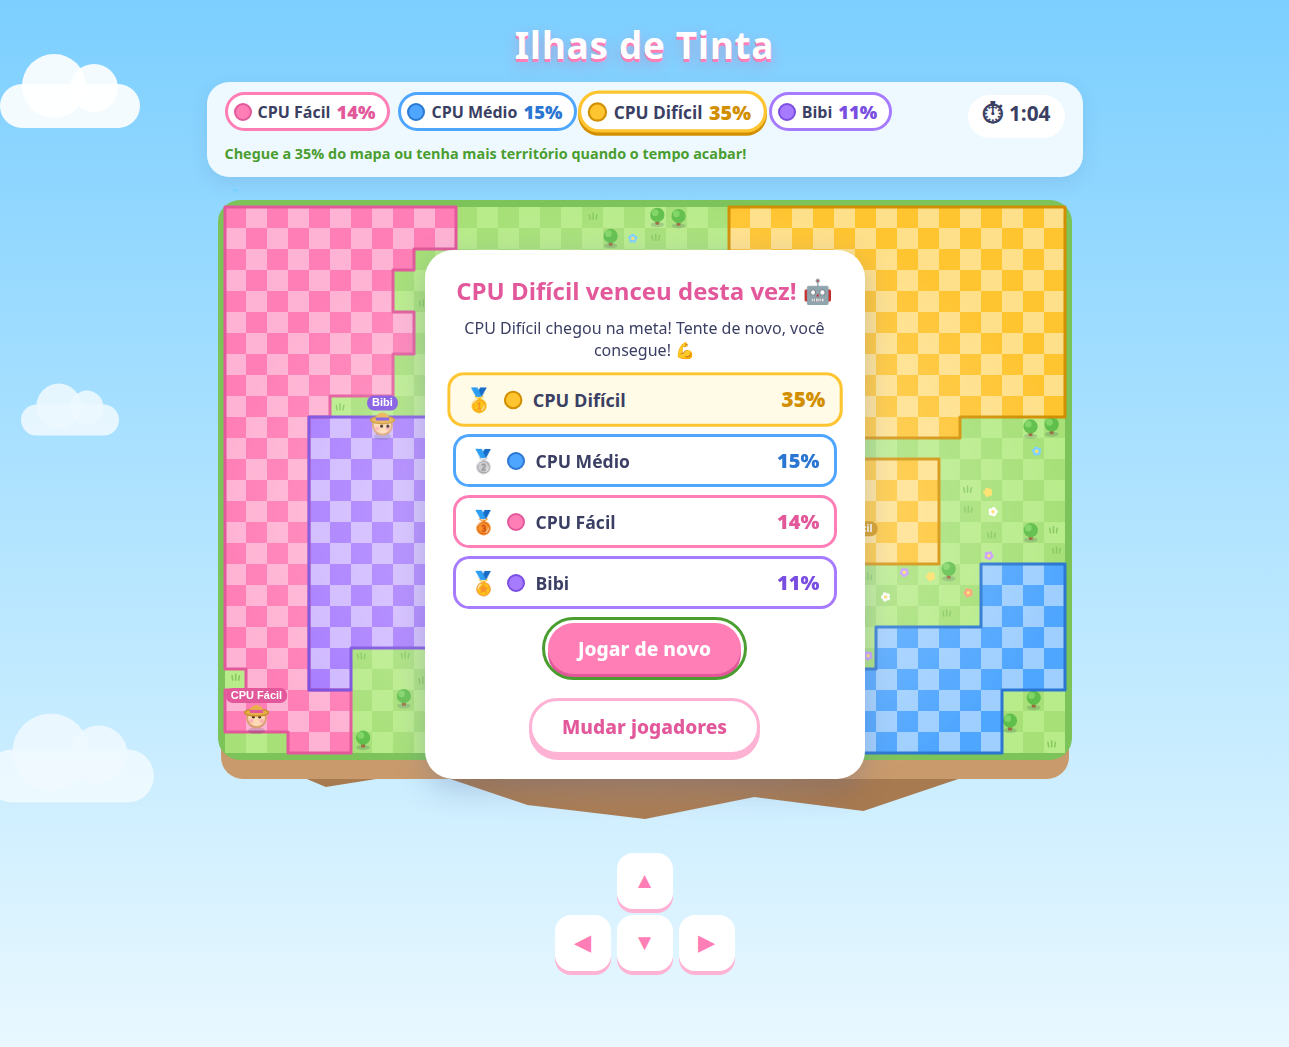 Ilhas de Tinta
CPU Fácil 14%
CPU Médio 15%
CPU Difícil 35%
Bibi 11%
1:04
Chegue a 35% do mapa ou tenha mais território quando o tempo acabar!
CPU Difícil venceu desta vez! 🤖
CPU Difícil chegou na meta! Tente de novo, você
consegue! 💪
CPU Difícil 35%
2 CPU Médio 15%
3 CPU Fácil 14%
Bibi 11%
Jogar de novo
Mudar jogadores
Bibi
CPU Fácil